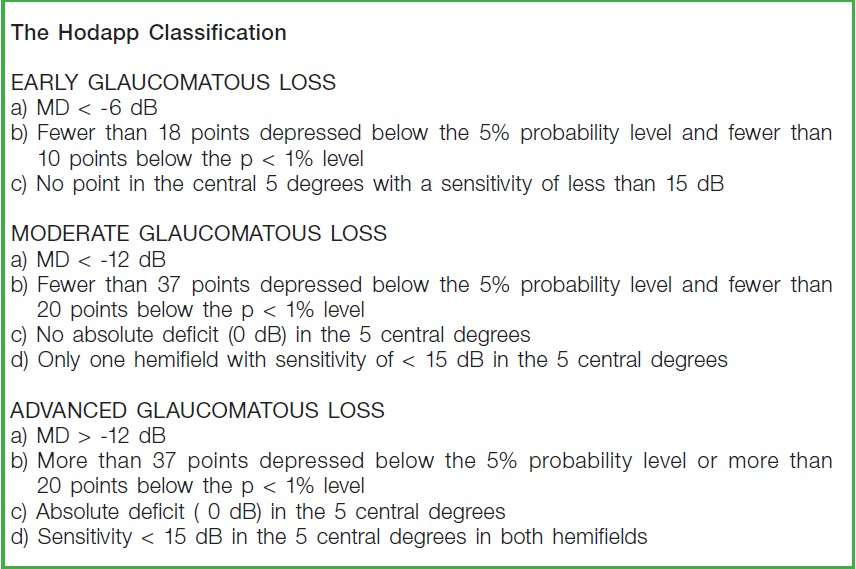 The Hodapp Classification
EARLY GLAUCOMATOUS LOSS
a) MD < -6 dB
b) Fewer than 18 points depressed below the 5% probability level and fewer than
10 points below the p < 1% level
c) No point in the central 5 degrees with a sensitivity of less than 15 dB
MODERATE GLAUCOMATOUS LOSS
a) MD < -12 dB
b) Fewer than 37 points depressed below the 5% probability level and fewer than
20 points below the p < 1% level
c) No absolute deficit (0 dB) in the 5 central degrees
d) Only one hemifield with sensitivity of < 15 dB in the 5 central degrees
ADVANCED GLAUCOMATOUS LOSS
a) MD > -12 dB
b) More than 37 points depressed below the 5% probability level or more than
20 points below the p < 1% level
c) Absolute deficit ( 0 dB) in the 5 central degrees
d) Sensitivity < 15 dB in the 5 central degrees in both hemifields